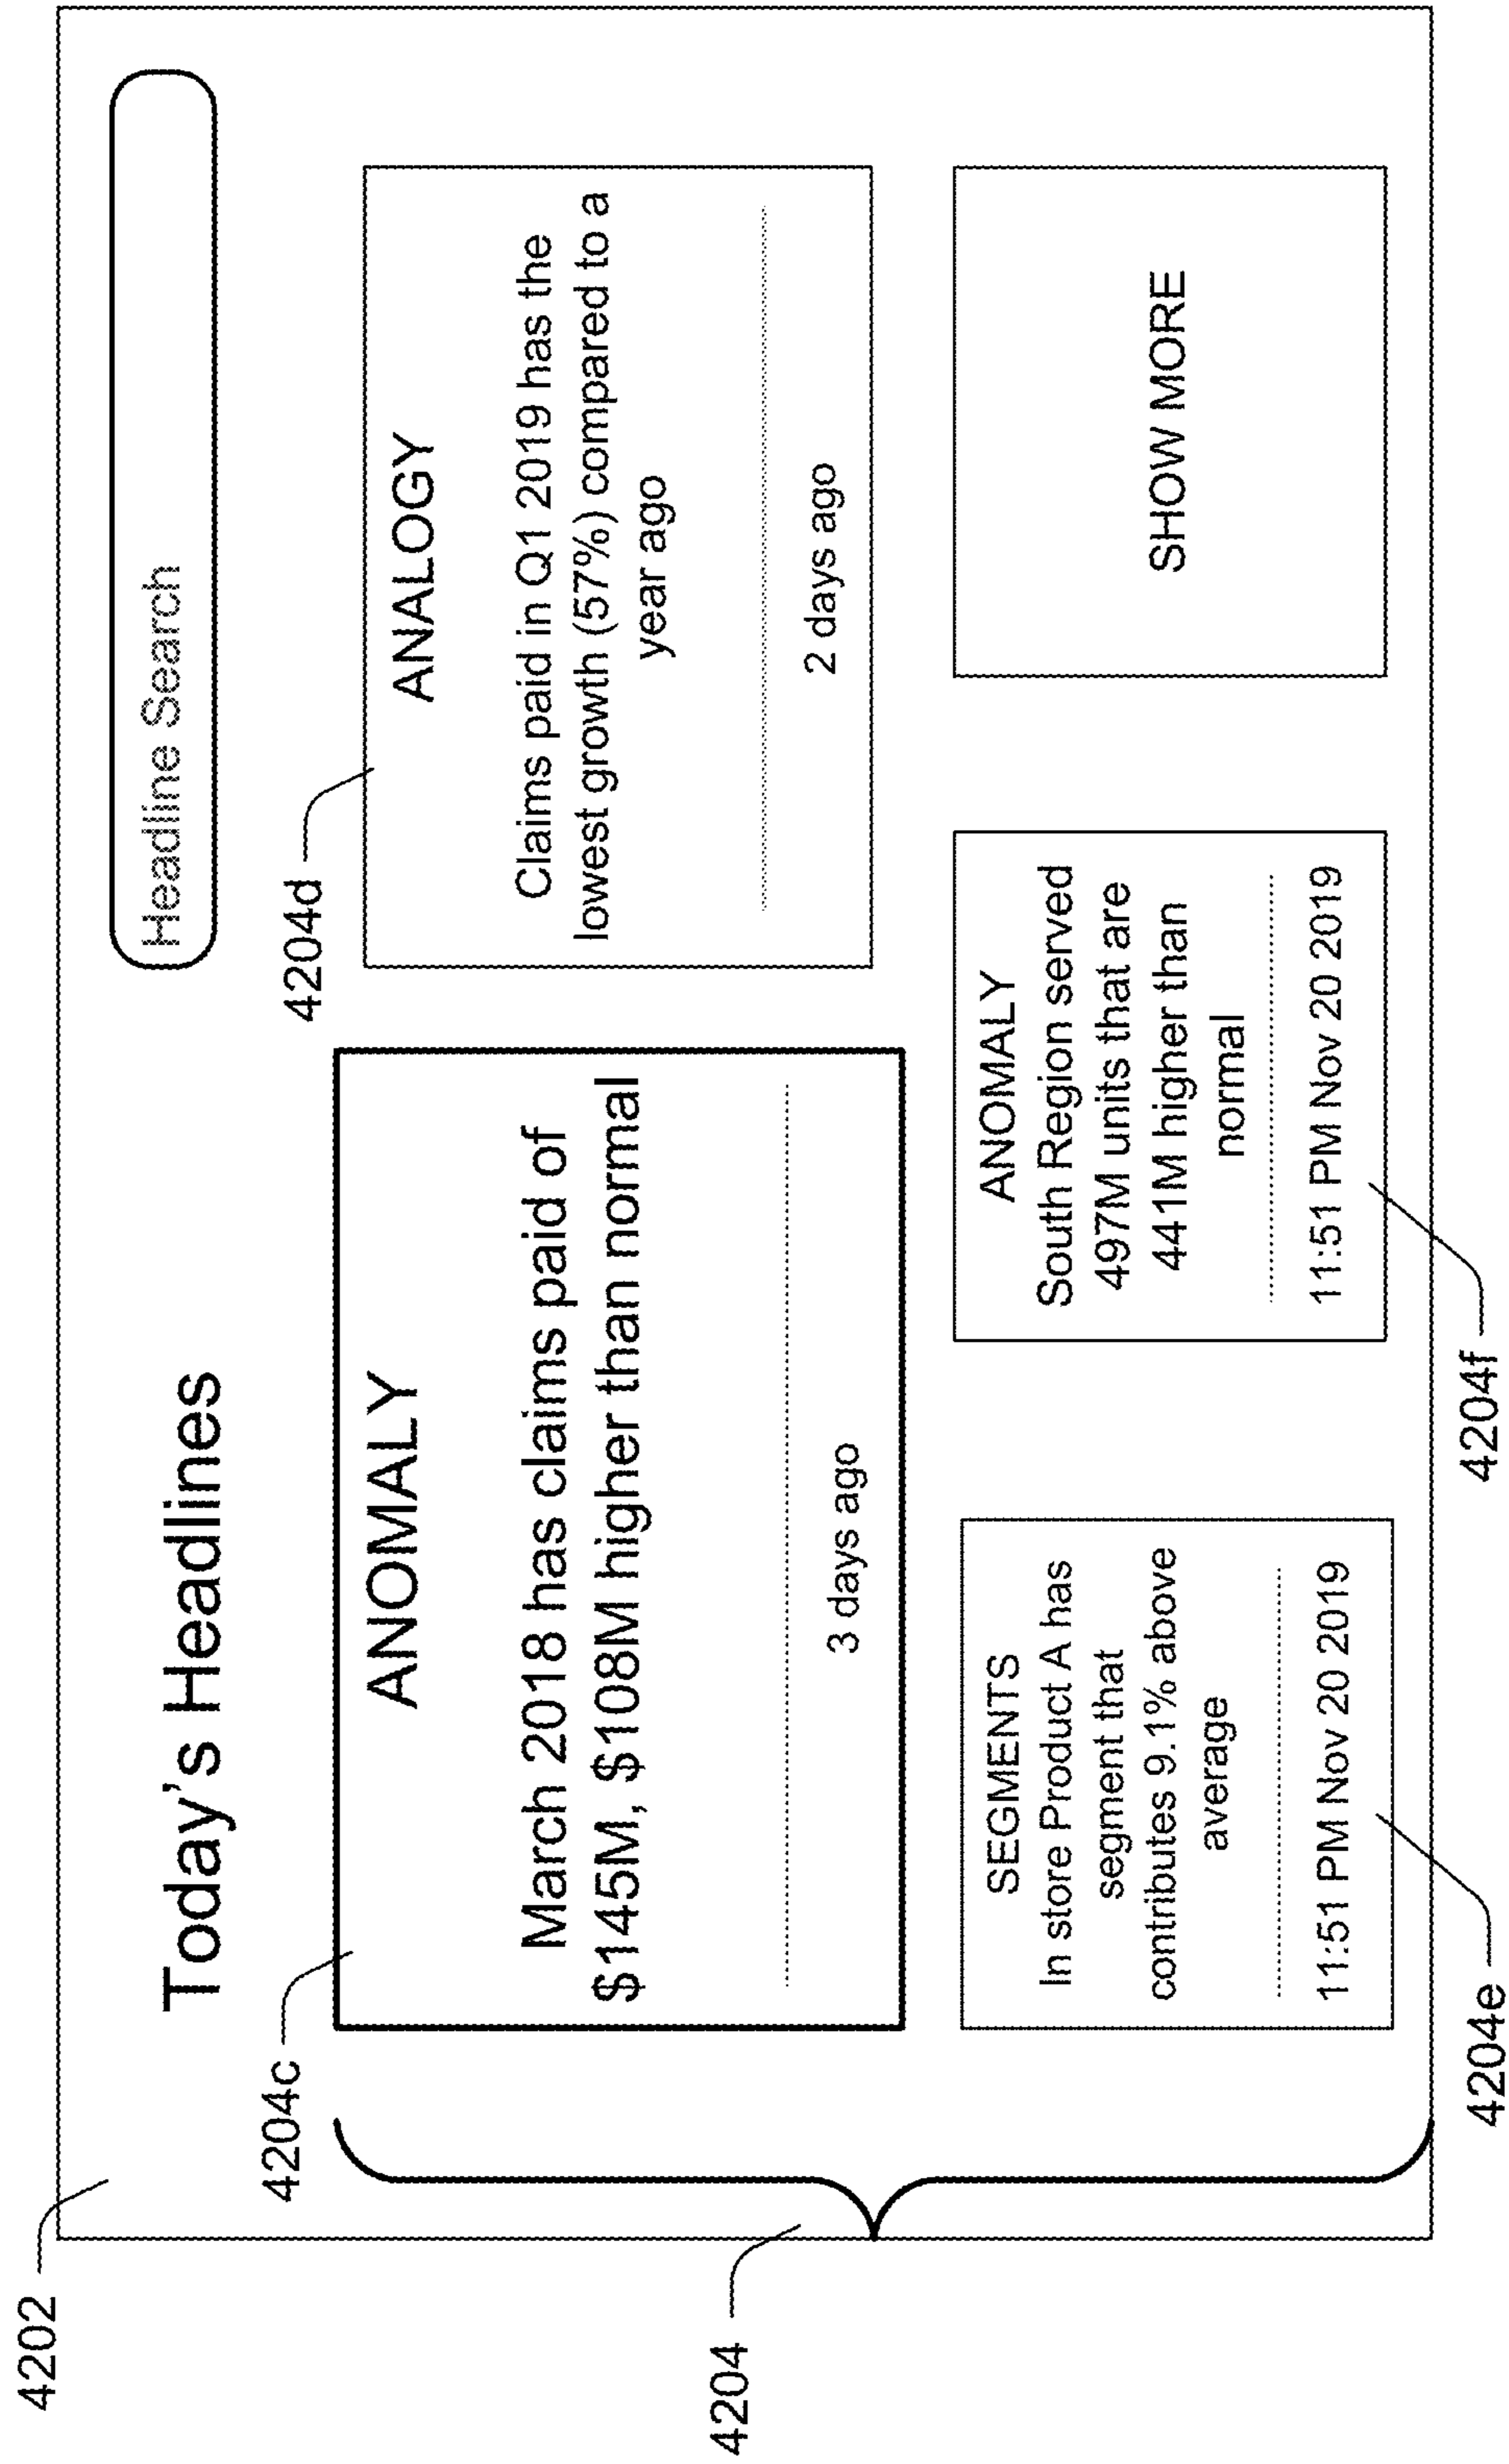 4202
Today's Headlines
Headline Search
4204c
4204d
4204
ANOMALY
March 2018 has claims paid of
$145M, $108M higher than normal
3 days ago
ANALOGY
Claims paid in Q1 2019 has the
lowest growth (57%) compared to a
year ago
2 days ago
SEGMENTS
In store Product A has
segment that
contributes 9.1% above
average
11:51 PM Nov 20 2019
ANOMALY
South Region served
497M units that are
441M higher than
normal
11:51 PM Nov 20 2019
SHOW MORE
4204e
4204f